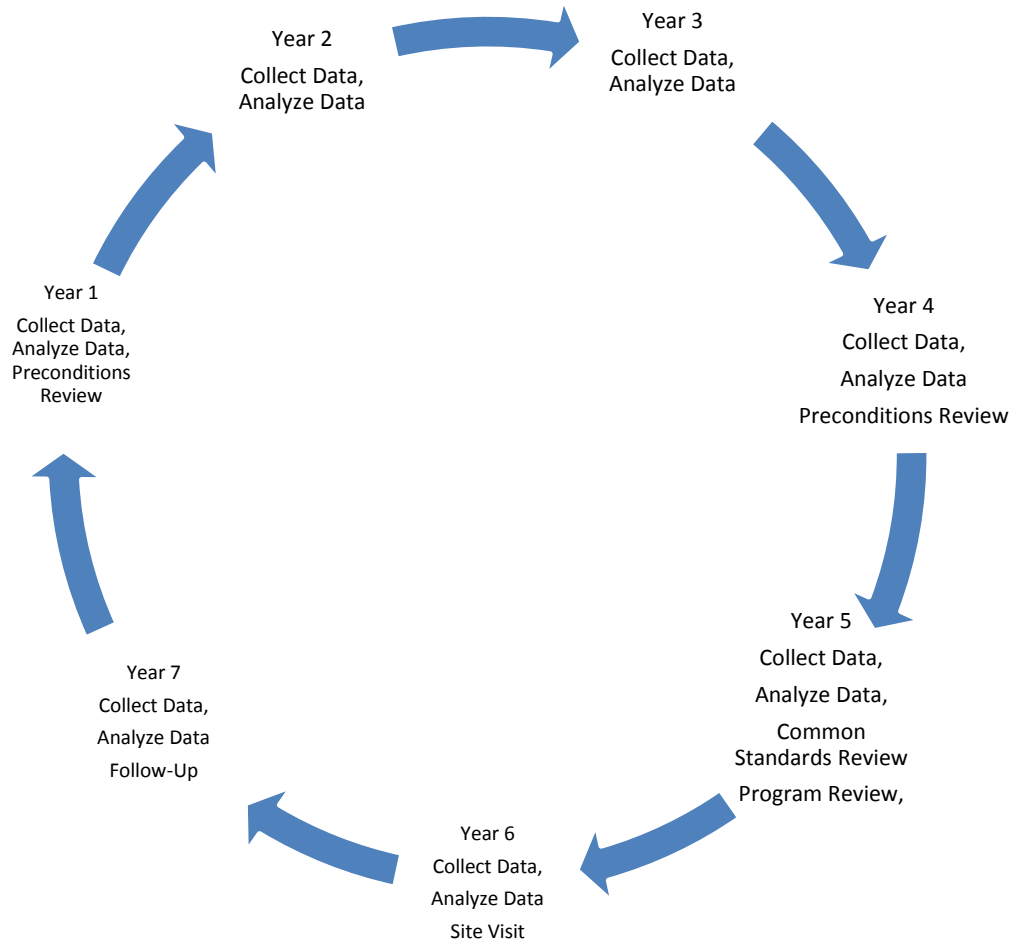 Year 1
Collect Data,
Analyze Data,
Preconditions
Review
Year 2
Collect Data,
Analyze Data
Year 3
Collect Data,
Analyze Data
Year 4
Collect Data,
Analyze Data
Preconditions Review
Year 5
Collect Data,
Analyze Data,
Common
Standards Review
Program Review,
Year 6
Collect Data,
Analyze Data
Site Visit
Year 7
Collect Data,
Analyze Data
Follow-Up